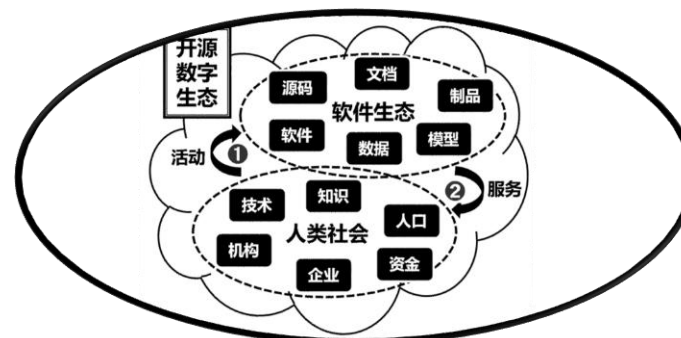 开源
数字
生态
源码
文档
制品
软件生态
软件
数据
模型
活动
❶
❷
服务
技术
知识
人口
人类社会
机构
企业
资金